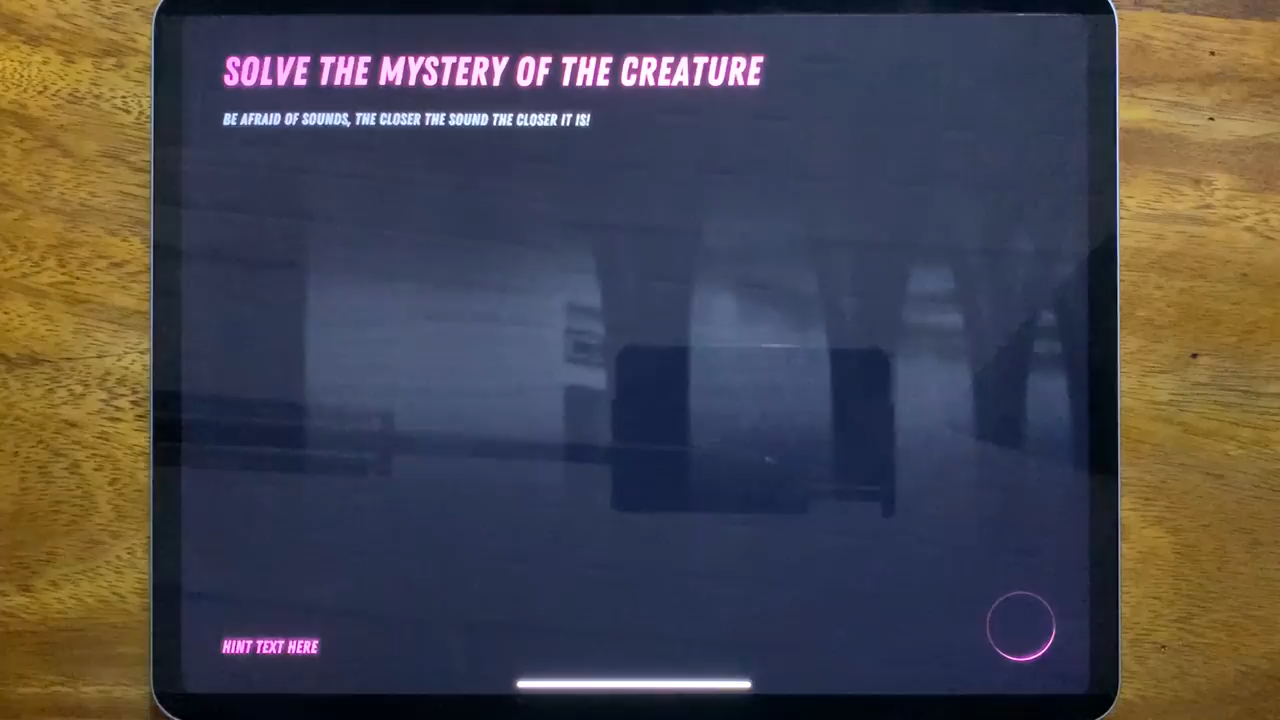 SOLVE THE MYSTERY OF THE CREATURE
BE AFRAID OF SOUNDS, THE CLOSER THE SOUND THE CLOSER IT IS!
HINT TEXT HERE